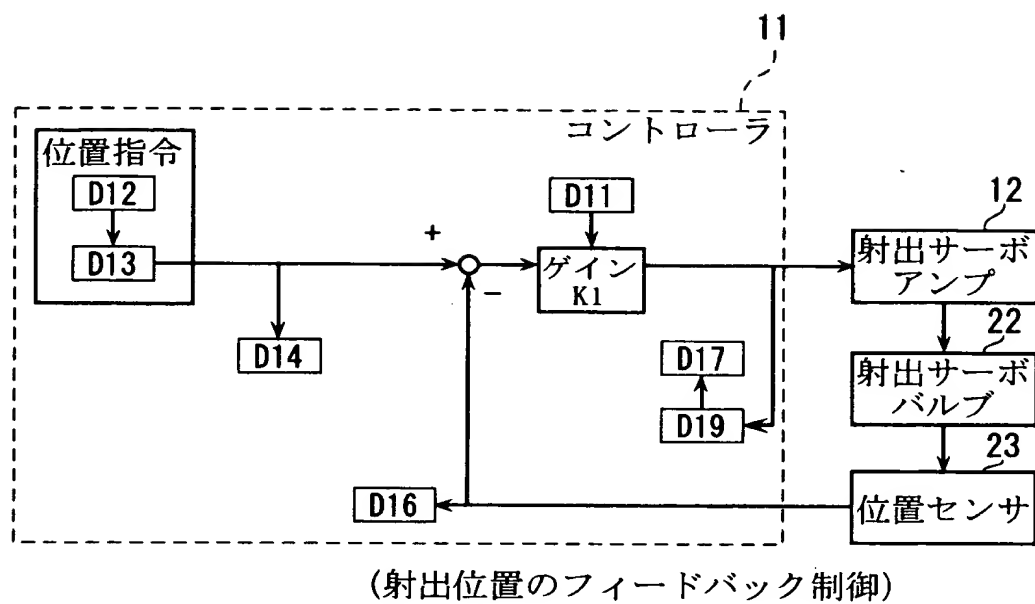 11
コントローラ
位置指令
D12
D13
D14
+
−
D11
ゲイン
K1
D17
D19
D16
12
射出サーボ
アンプ
22
射出サーボ
バルブ
23
位置センサ
(射出位置のフィードバック制御)